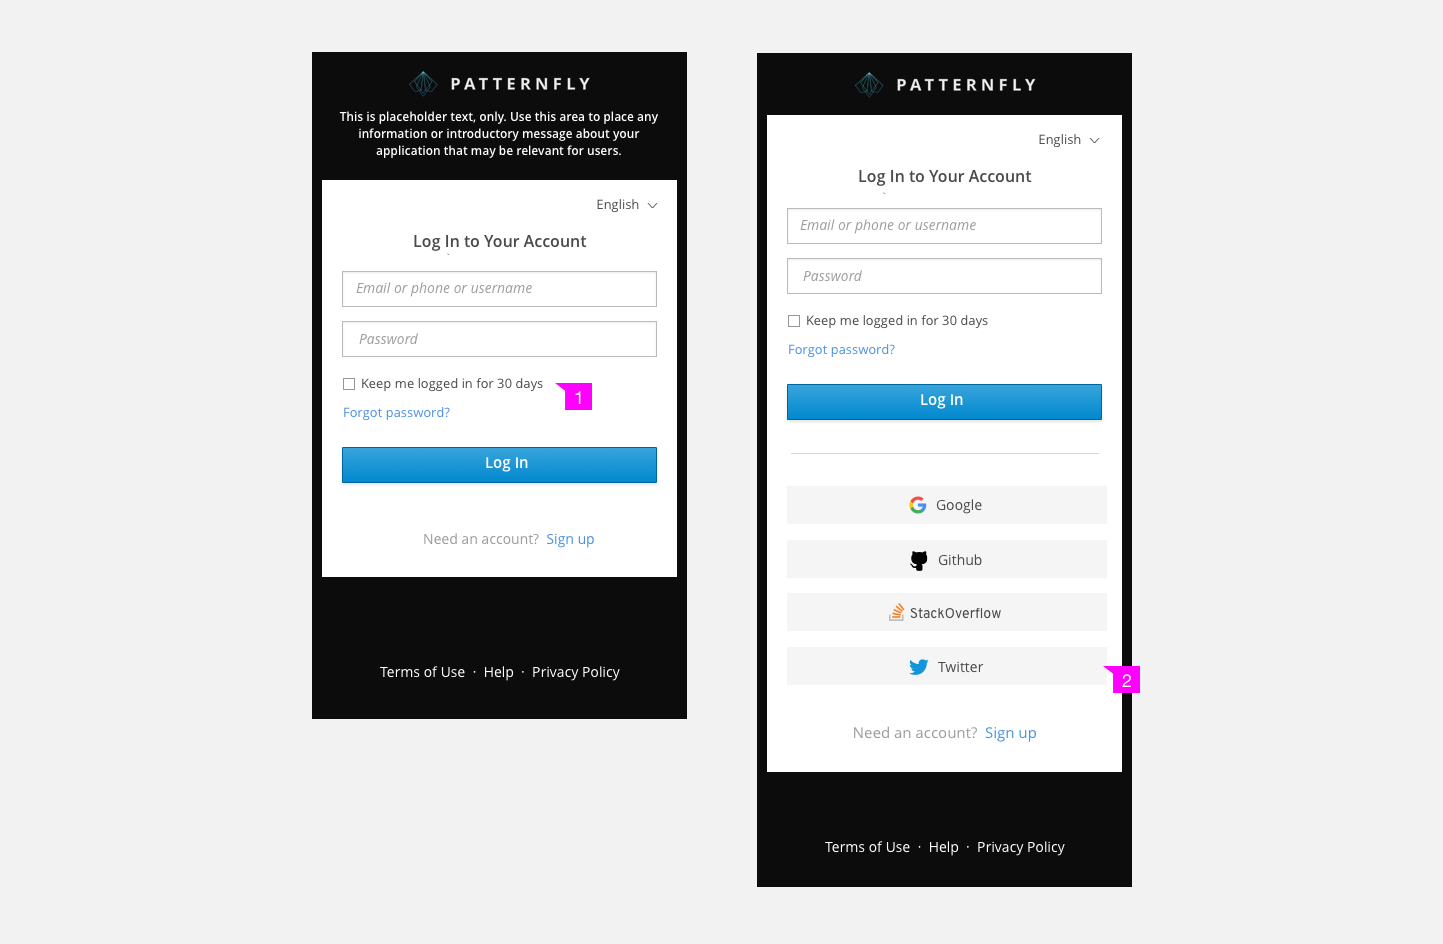 PATTERNFLY
This is placeholder text, only. Use this area to place any
information or introductory message about your
application that may be relevant for users.
English
Log In to Your Account
Email or phone or username
Password
Keep me logged in for 30 days
1
Forgot password?
Log In
Need an account? Sign up
Terms of Use · Help · Privacy Policy
PATTERNFLY
English
Log In to Your Account
Email or phone or username
Password
Keep me logged in for 30 days
Forgot password?
Log In
Google
Github
StackOverflow
Twitter
2
Need an account? Sign up
Terms of Use · Help · Privacy Policy